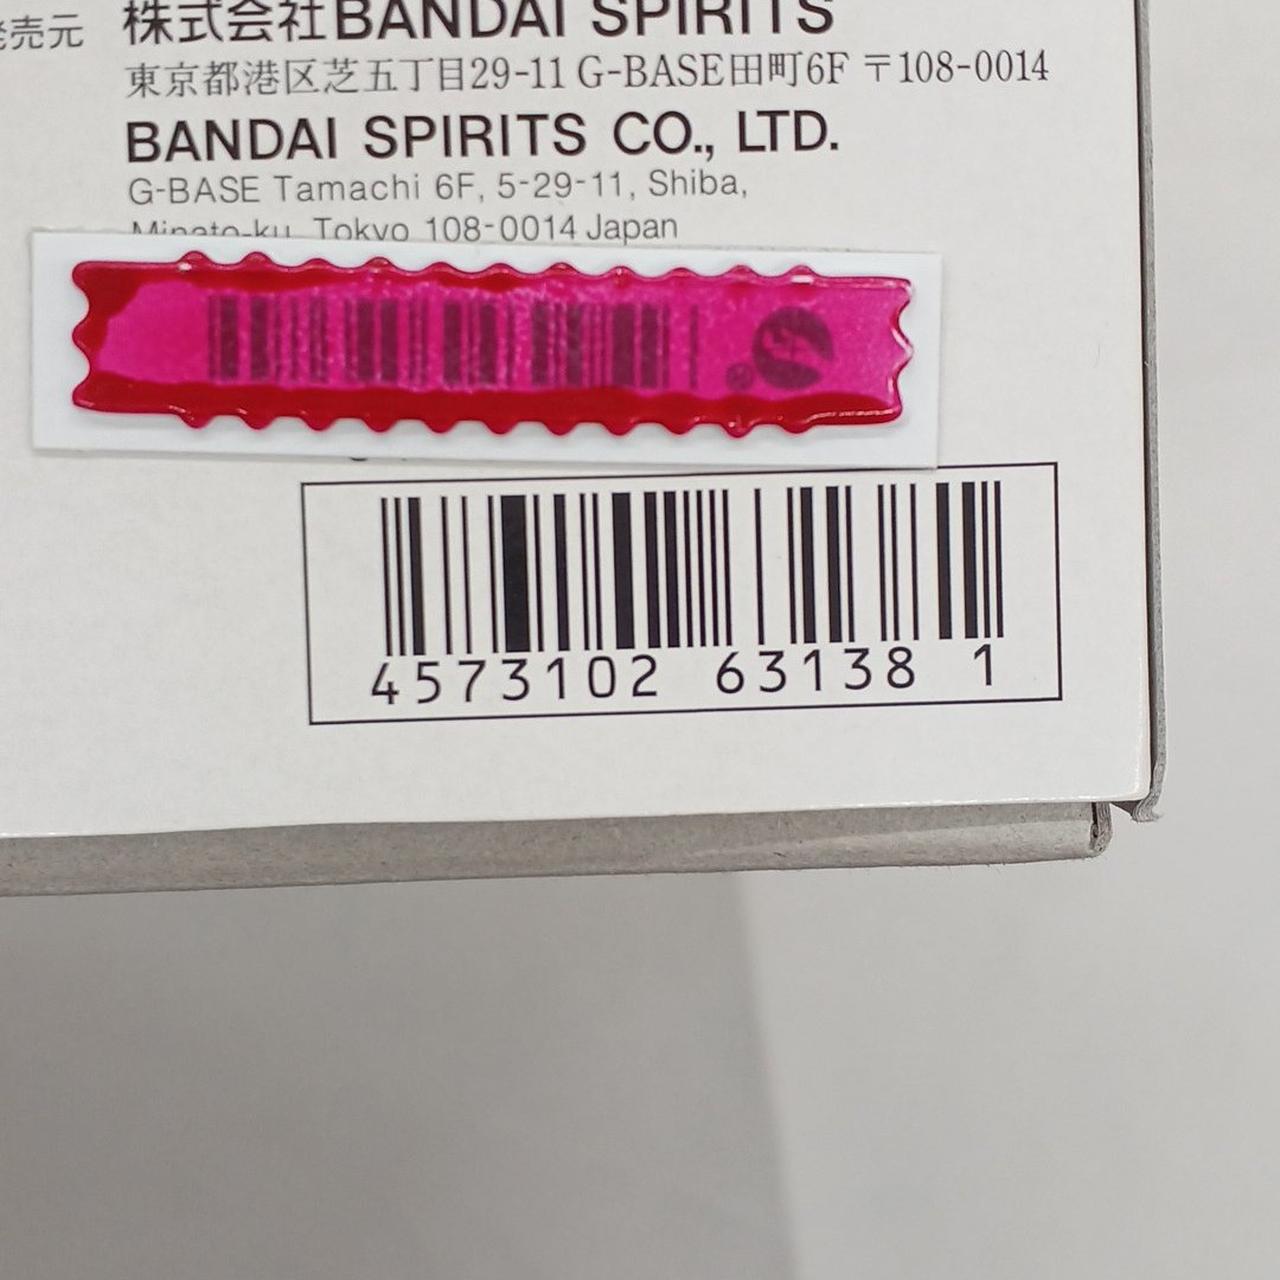 発売元 株式会社BANDAI SPIRITS
東京都港区芝五丁目29-11 G-BASE田町6F 〒108-0014
BANDAI SPIRITS CO., LTD.
G-BASE Tamachi 6F, 5-29-11, Shiba,
Minato-ku, Tokyo 108-0014 Japan
®
4573102 63138 1